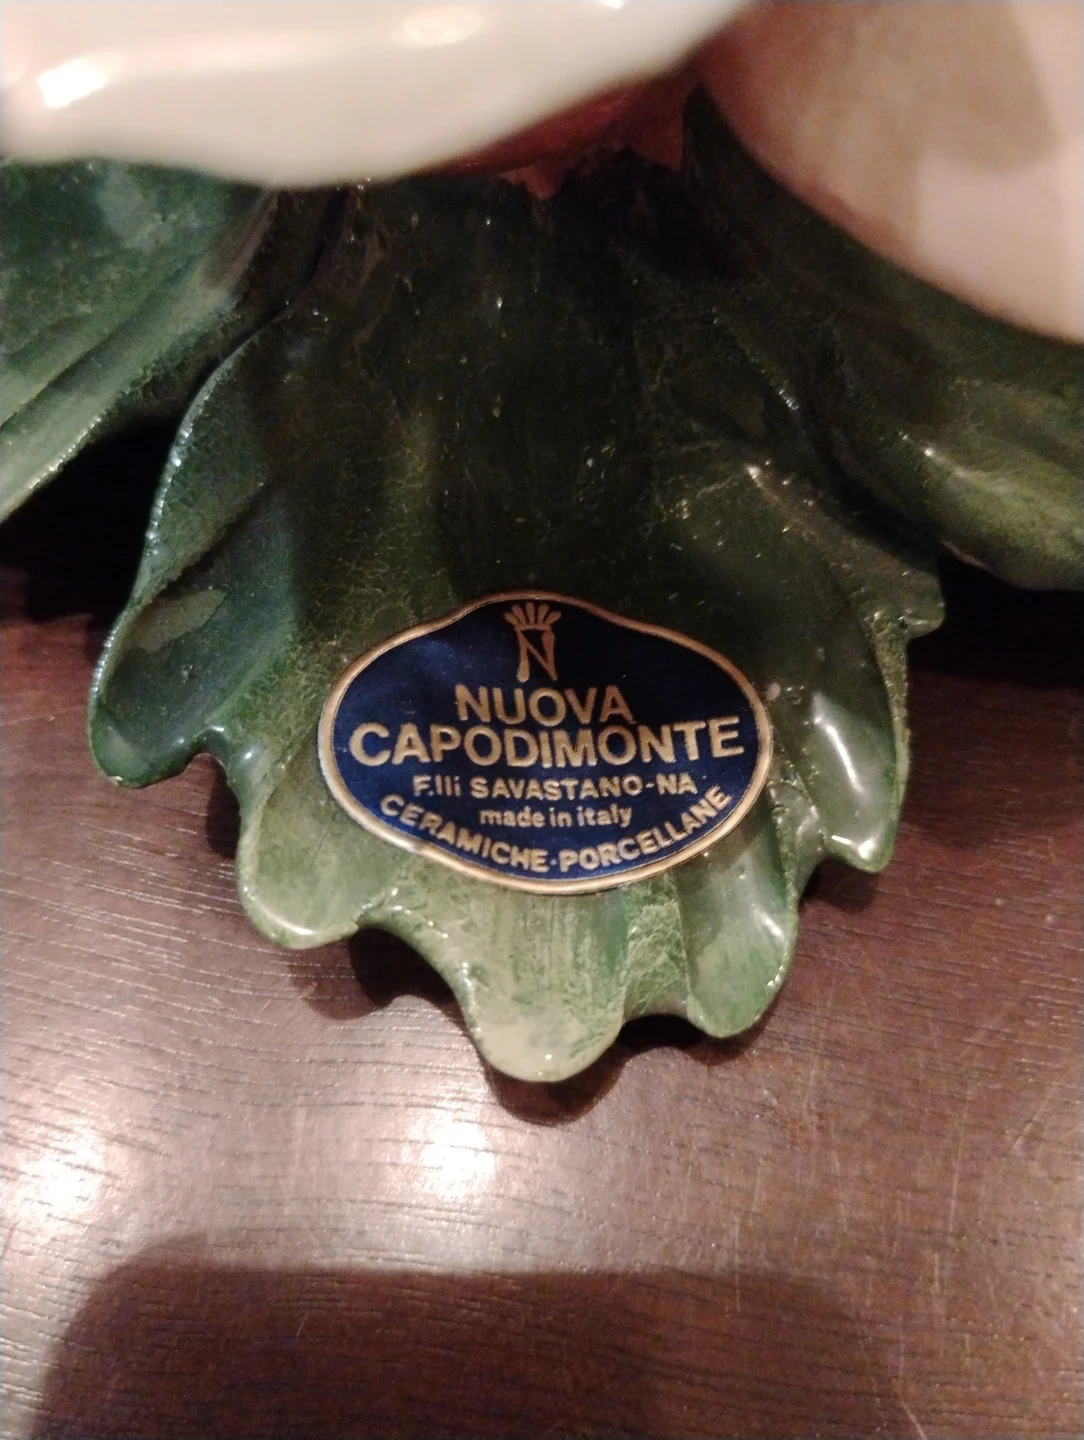 N
NUOVA
CAPODIMONTE
F.lli SAVASTANO-NA
made in italy
CERAMICHE·PORCELLANE